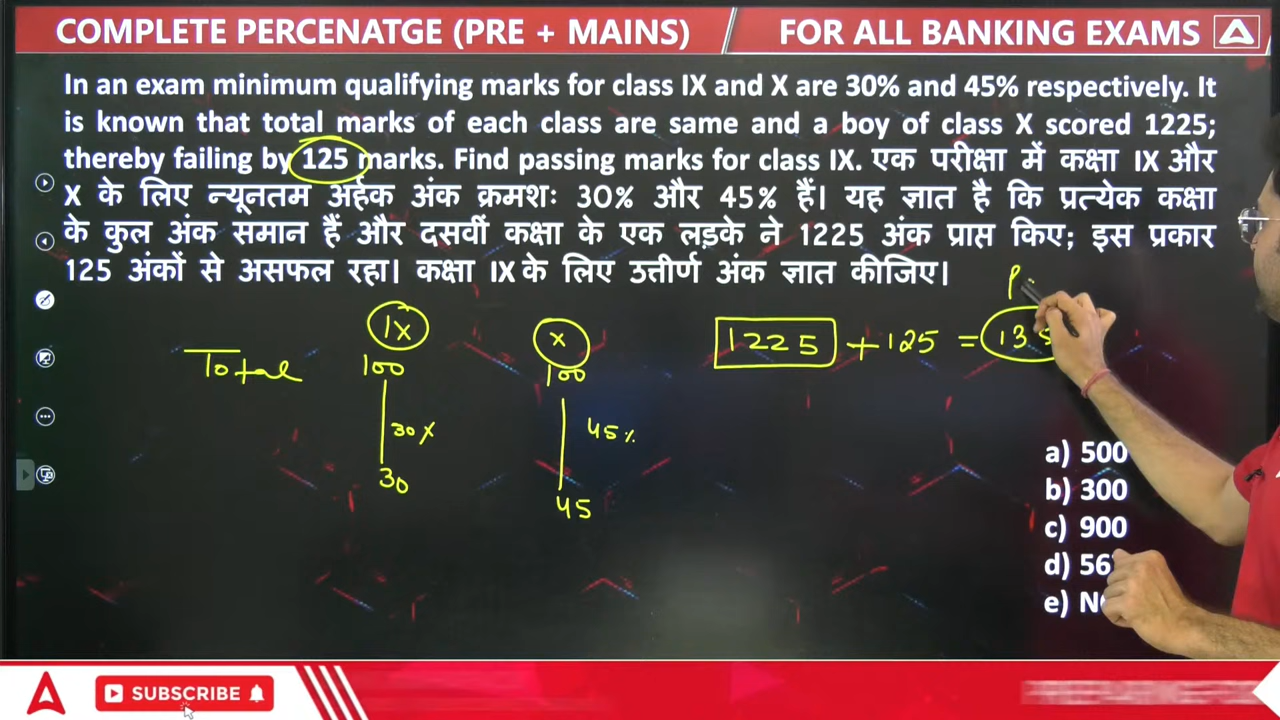 COMPLETE PERCENATGE (PRE + MAINS) FOR ALL BANKING EXAMS
In an exam minimum qualifying marks for class IX and X are 30% and 45% respectively. It
is known that total marks of each class are same and a boy of class X scored 1225;
thereby failing by 125 marks. Find passing marks for class IX. एक परीक्षा में कक्षा IX और
X के लिए न्यूनतम अर्हक अंक क्रमशः 30% और 45% हैं। यह ज्ञात है कि प्रत्येक कक्षा
के कुल अंक समान हैं और दसवीं कक्षा के एक लड़के ने 1225 अंक प्राप्त किए; इस प्रकार
125 अंकों से असफल रहा। कक्षा IX के लिए उत्तीर्ण अंक ज्ञात कीजिए।
P
IX X 1225 + 125 = 135
Total 100 100
30% 45%
30 45
a) 500
b) 300
c) 900
d) 56
e) N
SUBSCRIBE